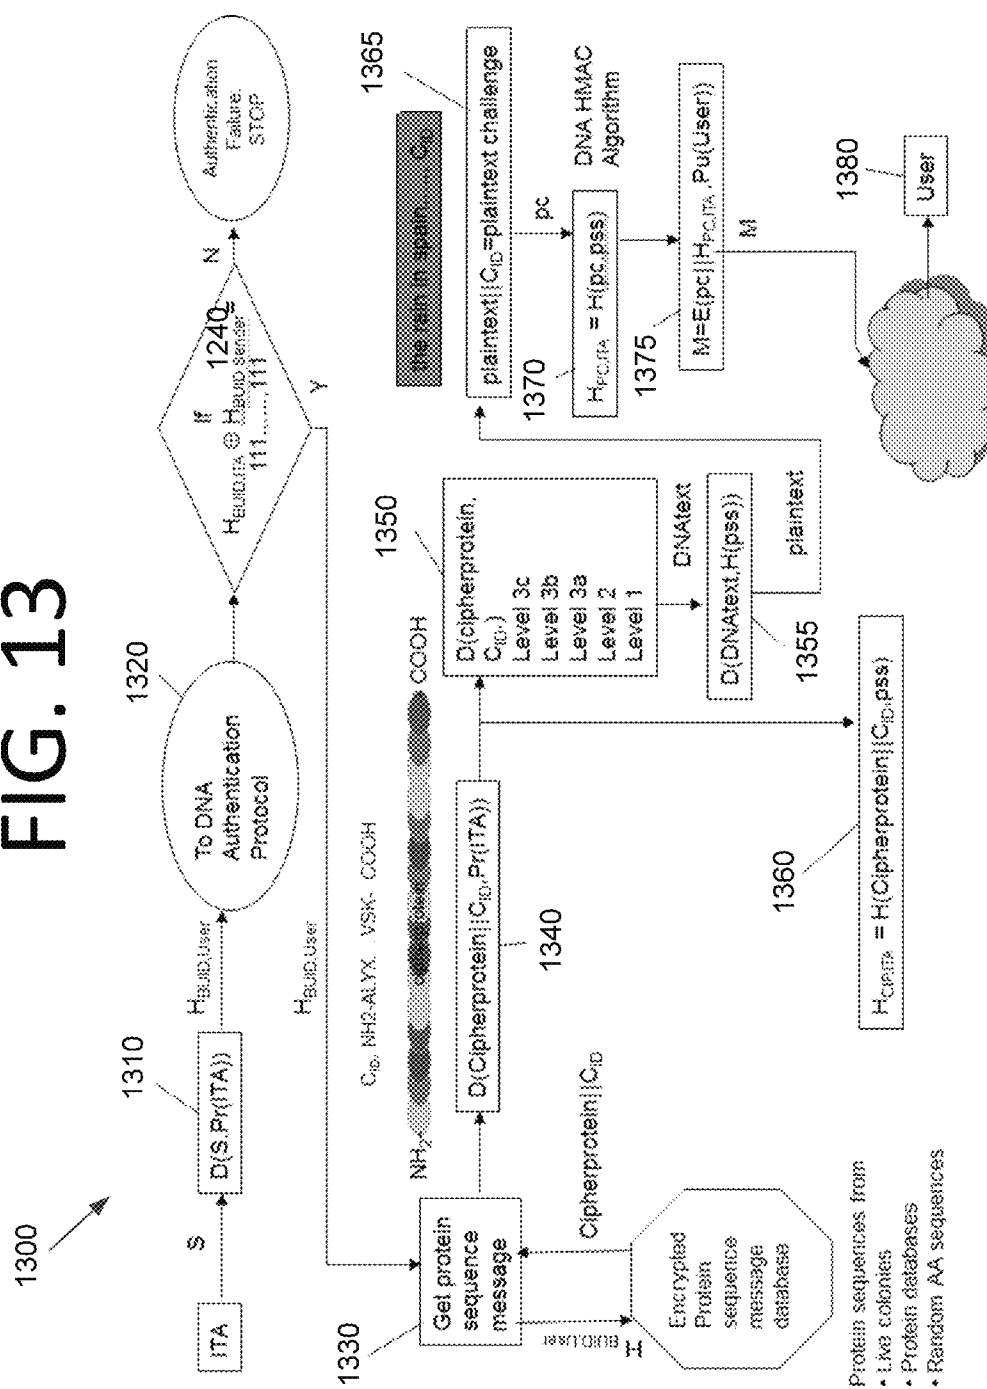 FIG. 13
1300
ITA
S
1310
D(S,Pr(ITA))
H_BUID,User
1320
To DNA
Authentication
Protocol
If
1240
H_BUID,ITA ⊕ H_BUID,Sender =
111.......,111
N
Authentication
Failure.
STOP
Y
H_BUID,User
1330
Get protein
sequence
message
H_BUID,User
Cipherprotein||C_ID
Encrypted
Protein
sequence
message
database
Protein sequences from
• Live colonies
• Protein databases
• Random AA sequences
C_ID, NH2-ALYX. .VSK- COOH
NH2-
COOH
D(Cipherprotein||C_ID,Pr(ITA))
1340
1350
D(cipherprotein,
C_ID,)
Level 3c
Level 3b
Level 3a
Level 2
Level 1
DNAtext
D(DNAtext,H(pss))
1355
plaintext
1360
H_CIP,ITA = H(Cipherprotein||C_ID,pss)
1365
the rain in spain
plaintext||C_ID=plaintext challenge
pc
1370
H_PC,ITA = H(pc,pss)
DNA HMAC
Algorithm
1375
M=E(pc||H_PC,ITA,Pu(User))
M
1380
User